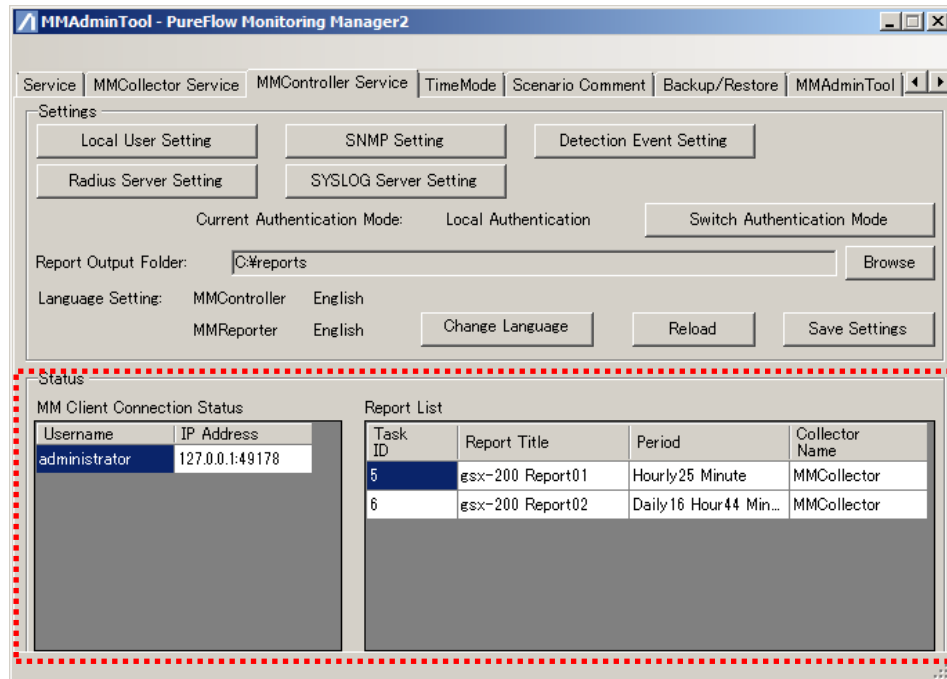 MMAdminTool - PureFlow Monitoring Manager2
Service MMCollector Service MMController Service TimeMode Scenario Comment Backup/Restore MMAdminTool
Settings
Local User Setting SNMP Setting Detection Event Setting
Radius Server Setting SYSLOG Server Setting
Current Authentication Mode: Local Authentication Switch Authentication Mode
Report Output Folder: C:¥reports Browse
Language Setting: MMController English
MMReporter English Change Language Reload Save Settings
Status
MM Client Connection Status Report List
Username IP Address Task ID Report Title Period Collector Name
administrator 127.0.0.1:49178 5 gsx-200 Report01 Hourly25 Minute MMCollector
6 gsx-200 Report02 Daily16 Hour44 Min... MMCollector